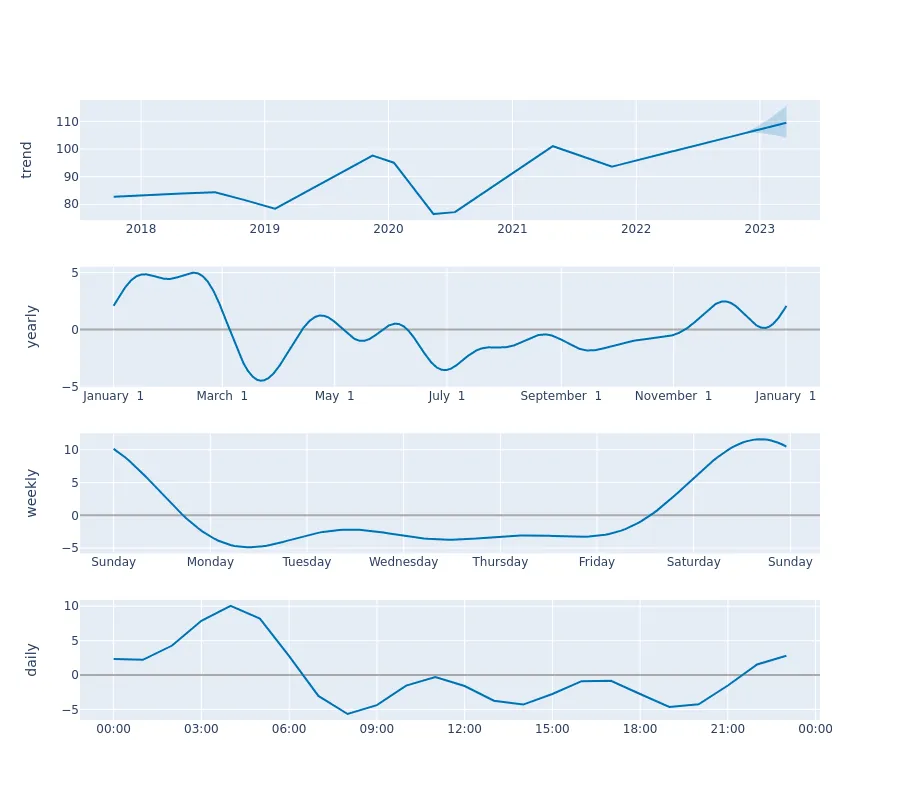 110
100
90
80
trend
2018 2019 2020 2021 2022 2023
5
0
−5
yearly
January 1 March 1 May 1 July 1 September 1 November 1 January 1
10
5
0
−5
weekly
Sunday Monday Tuesday Wednesday Thursday Friday Saturday Sunday
10
5
0
−5
daily
00:00 03:00 06:00 09:00 12:00 15:00 18:00 21:00 00:00